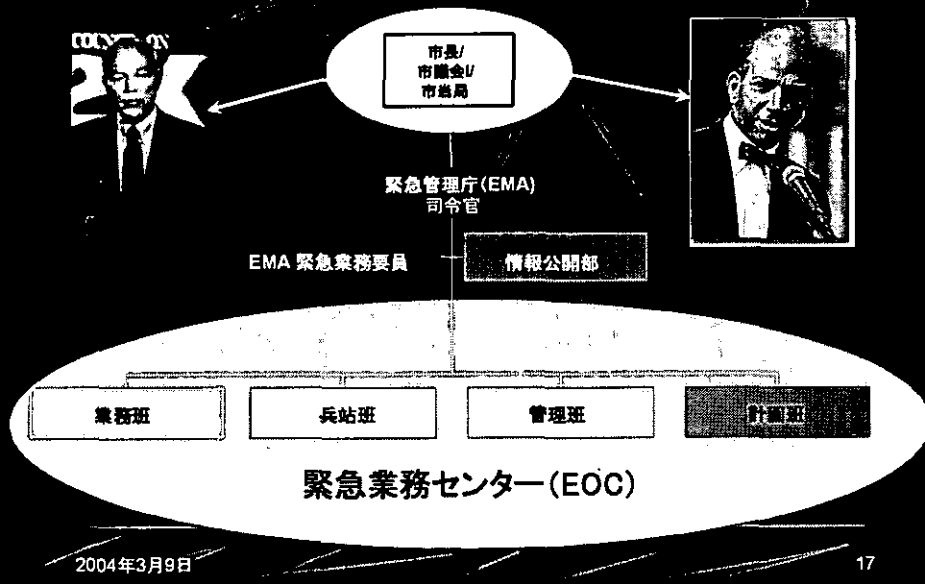 市長/
市議会/
市当局
緊急管理庁(EMA)
司令官
EMA 緊急業務要員
情報公開部
業務班
兵站班
管理班
計画班
緊急業務センター(EOC)
2004年3月9日
17